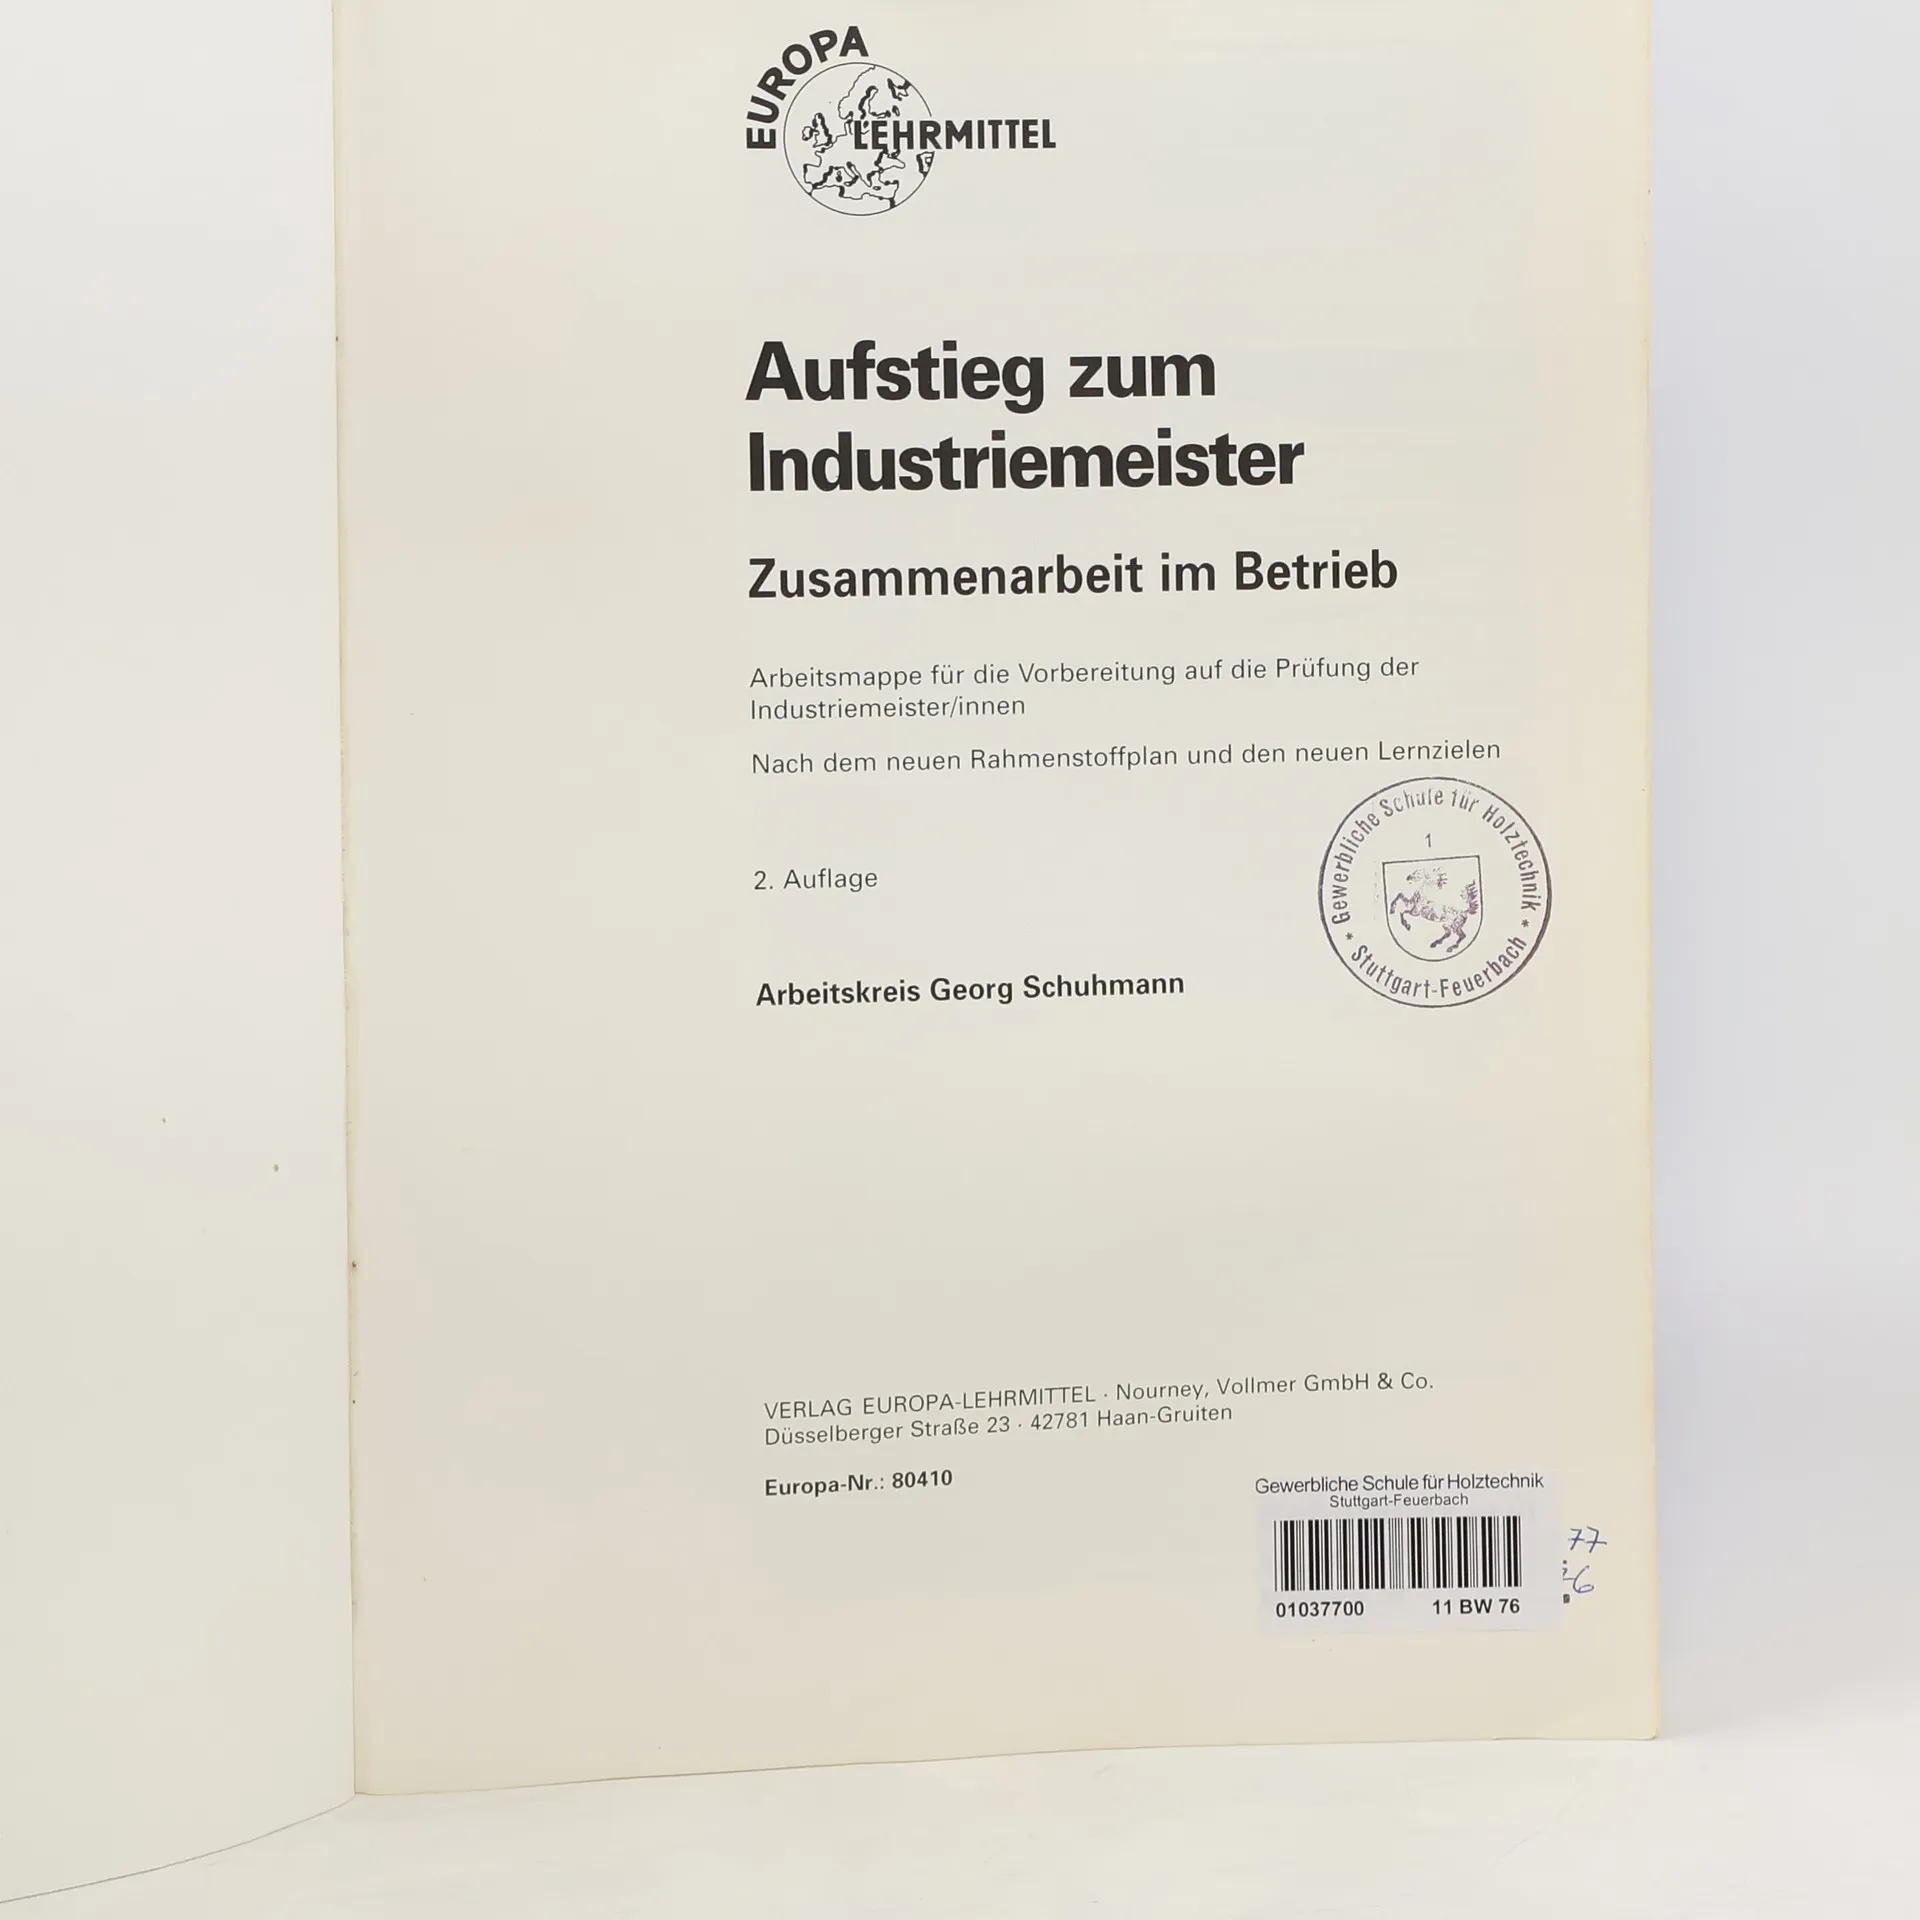 EUROPA
LEHRMITTEL
Aufstieg zum
Industriemeister
Zusammenarbeit im Betrieb
Arbeitsmappe für die Vorbereitung auf die Prüfung der
Industriemeister/innen
Nach dem neuen Rahmenstoffplan und den neuen Lernzielen
Gewerbliche Schule für Holztechnik
1
* Stuttgart-Feuerbach *
2. Auflage
Arbeitskreis Georg Schuhmann
VERLAG EUROPA-LEHRMITTEL · Nourney, Vollmer GmbH & Co.
Düsselberger Straße 23 · 42781 Haan-Gruiten
Europa-Nr.: 80410
Gewerbliche Schule für Holztechnik
Stuttgart-Feuerbach
01037700 11 BW 76
77